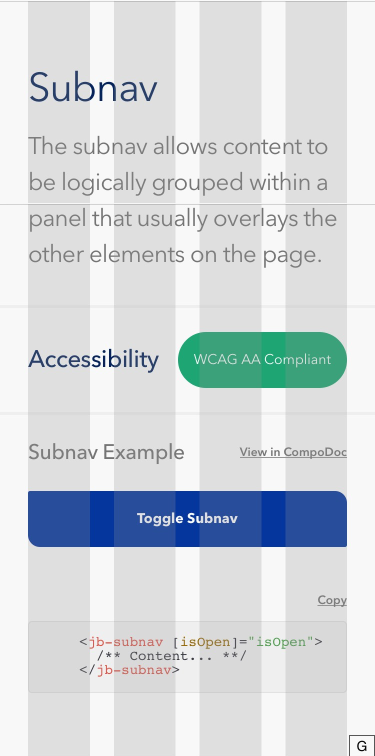 Subnav
The subnav allows content to
be logically grouped within a
panel that usually overlays the
other elements on the page.
Accessibility WCAG AA Compliant
Subnav Example View in CompoDoc
Toggle Subnav
Copy
<jb-subnav [isOpen]="isOpen">
/** Content... **/
</jb-subnav>
G